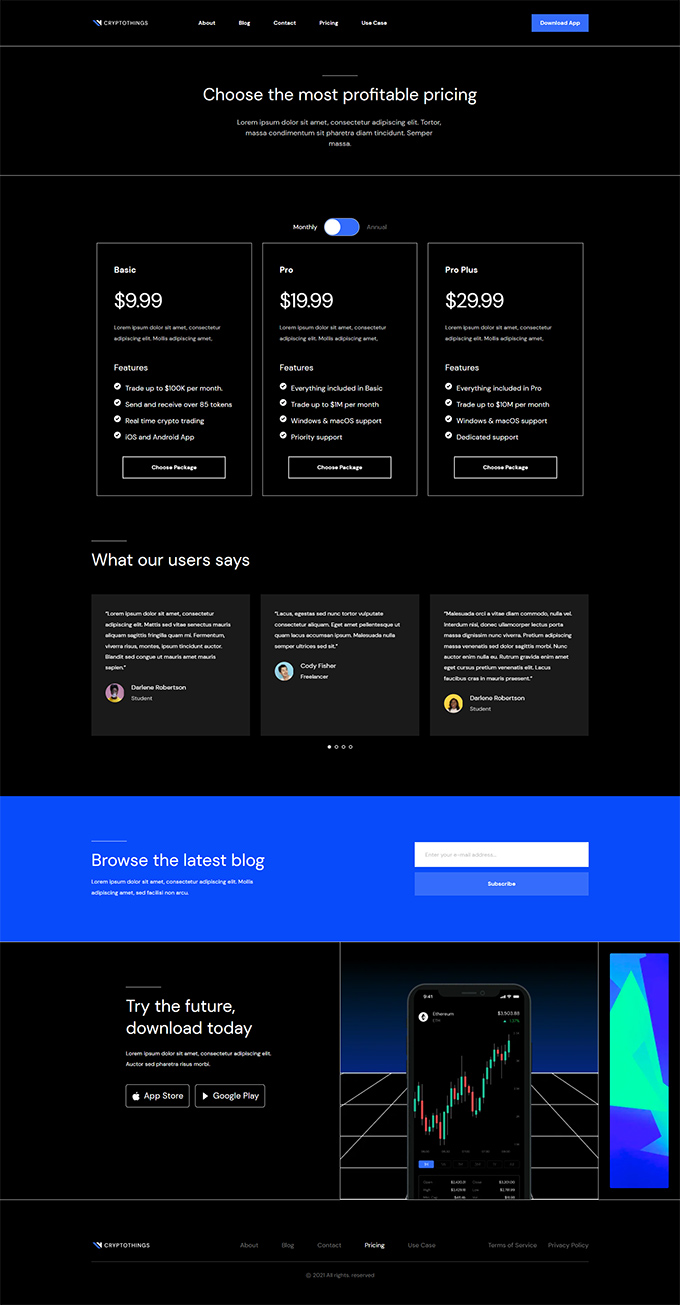 CRYPTOTHINGS
About
Blog
Contact
Pricing
Use Case
Download App
Choose the most profitable pricing
Lorem ipsum dolor sit amet, consectetur adipiscing elit. Tortor,
massa condimentum sit pharetra diam tincidunt. Semper
massa.
Monthly
Annual
Basic
$9.99
Lorem ipsum dolor sit amet, consectetur
adipiscing elit. Mollis adipiscing amet,
Features
Trade up to $100K per month.
Send and receive over 85 tokens
Real time crypto trading
iOS and Android App
Choose Package
Pro
$19.99
Lorem ipsum dolor sit amet, consectetur
adipiscing elit. Mollis adipiscing amet,
Features
Everything included in Basic
Trade up to $1M per month
Windows & macOS support
Priority support
Choose Package
Pro Plus
$29.99
Lorem ipsum dolor sit amet, consectetur
adipiscing elit. Mollis adipiscing amet,
Features
Everything included in Pro
Trade up to $10M per month
Windows & macOS support
Dedicated support
Choose Package
What our users says
"Lorem ipsum dolor sit amet, consectetur
adipiscing elit. Mattis sed vitae senectus mauris
aliquam sagittis fringilla quam mi. Fermentum,
viverra risus, montes, ipsum tincidunt auctor.
Blandit sed congue ut mauris amet mauris
sapien."
Darlene Robertson
Student
"Lacus, egestas sed nunc tortor vulputate
consectetur aliquam. Eget amet pellentesque ut
quam lacus accumsan ipsum. Malesuada nulla
semper ultrices sed sit."
Cody Fisher
Freelancer
"Malesuada orci a vitae diam commodo, nulla vel.
Interdum nisi, donec ullamcorper lectus porta
massa dignissim nunc viverra. Pretium adipiscing
massa venenatis sed dolor sagittis morbi. Nunc
auctor enim nulla eu. Rutrum gravida enim amet
eget cursus pretium venenatis elit. Lacus
faucibus cras in mauris praesent."
Darlene Robertson
Student
Browse the latest blog
Lorem ipsum dolor sit amet, consectetur adipiscing elit. Mollis
adipiscing amet, sed facilisi non arcu.
Enter your e-mail address...
Subscribe
Try the future,
download today
Lorem ipsum dolor sit amet, consectetur adipiscing elit.
Auctor sed pharetra risus morbi.
App Store
Google Play
9:41
Ethereum
ETH
$3,503.88
Open
Close
High
Low
CRYPTOTHINGS
About
Blog
Contact
Pricing
Use Case
Terms of Service
Privacy Policy
© 2021 All rights. reserved